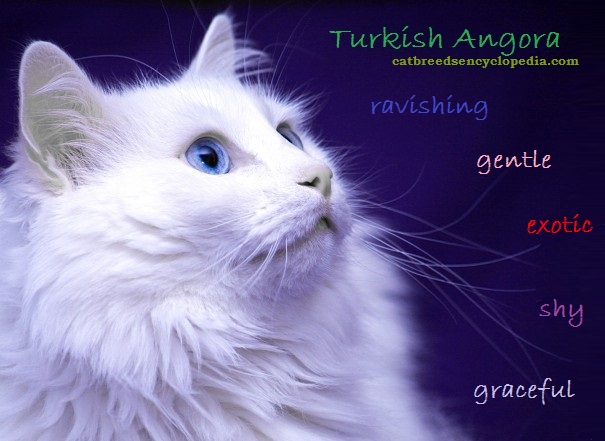 Turkish Angora
catbreedsencyclopedia.com
ravishing
gentle
exotic
shy
graceful